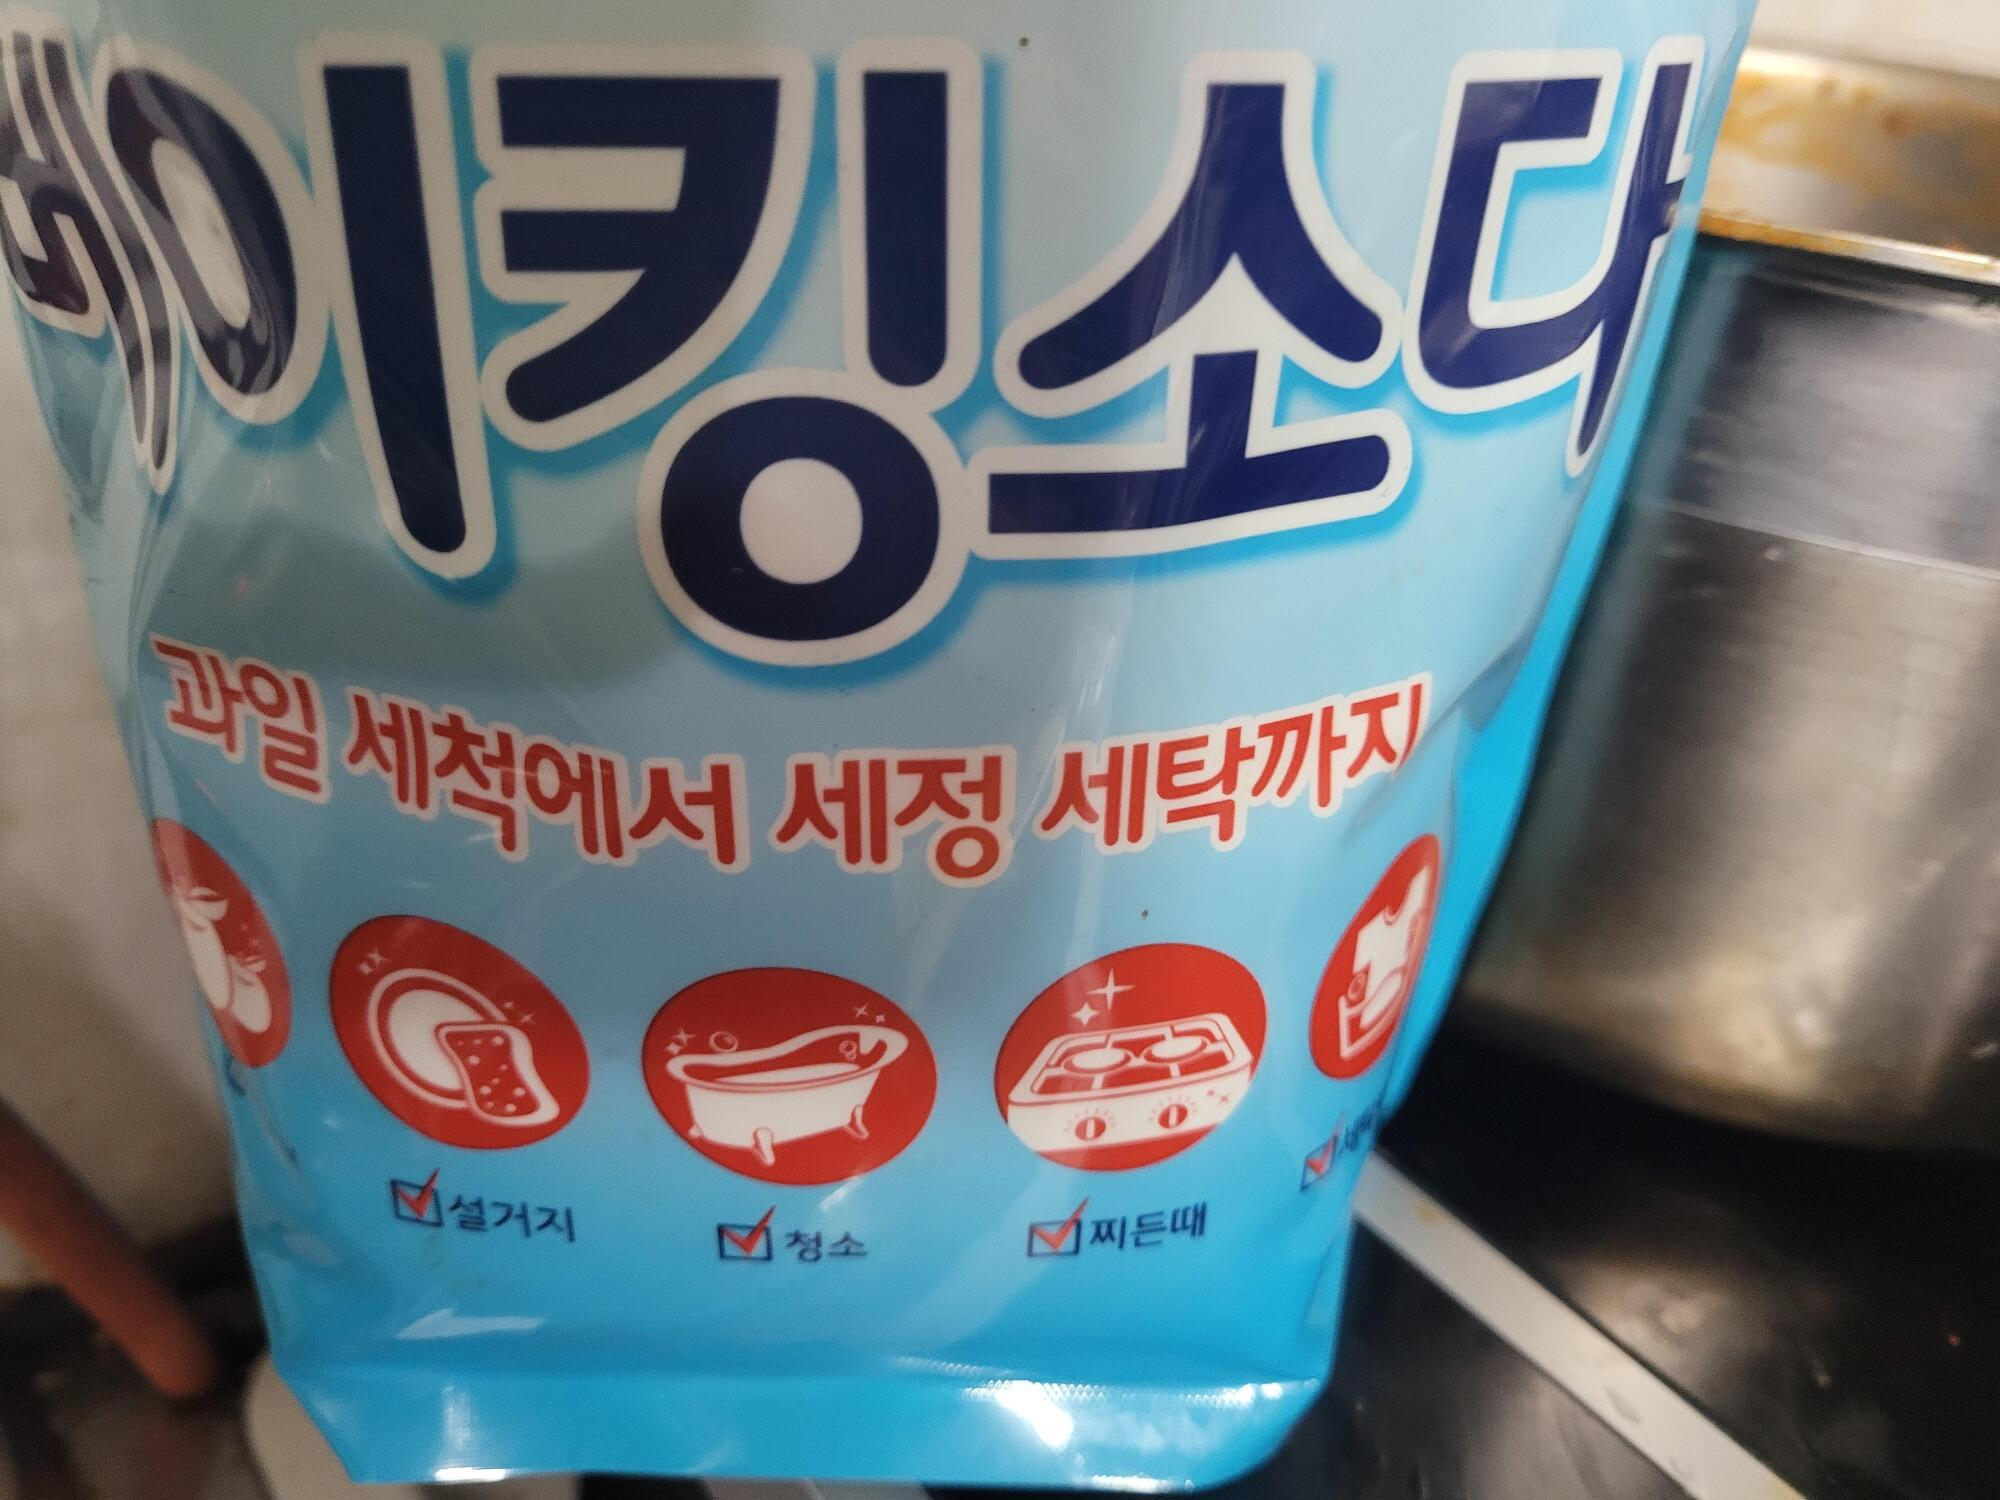 베이킹소다
과일 세척에서 세정 세탁까지
설거지
청소
찌든때